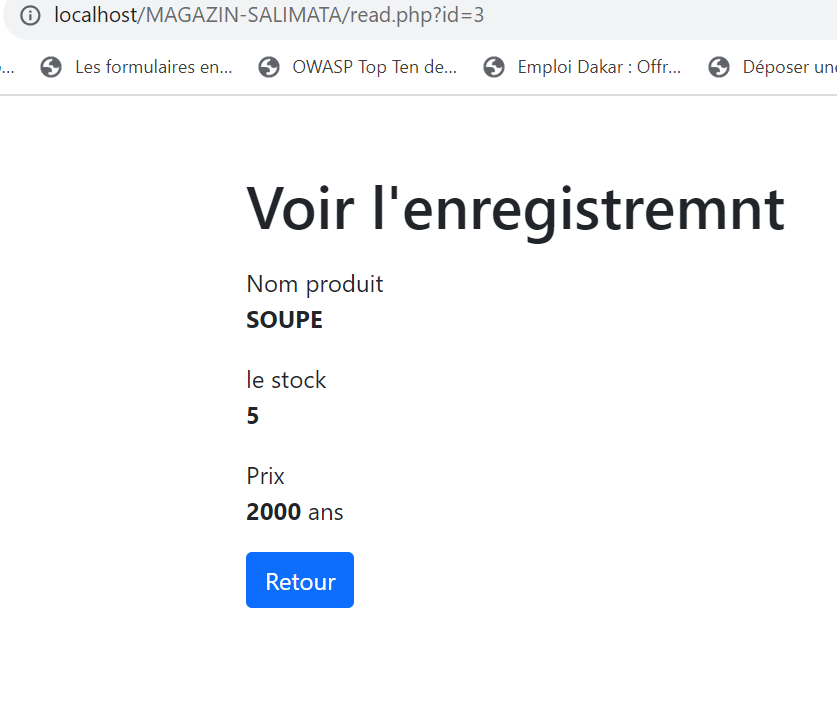 localhost/MAGAZIN-SALIMATA/read.php?id=3
... Les formulaires en... OWASP Top Ten de... Emploi Dakar : Offr... Déposer une
Voir l'enregistremnt
Nom produit
SOUPE
le stock
5
Prix
2000 ans
Retour